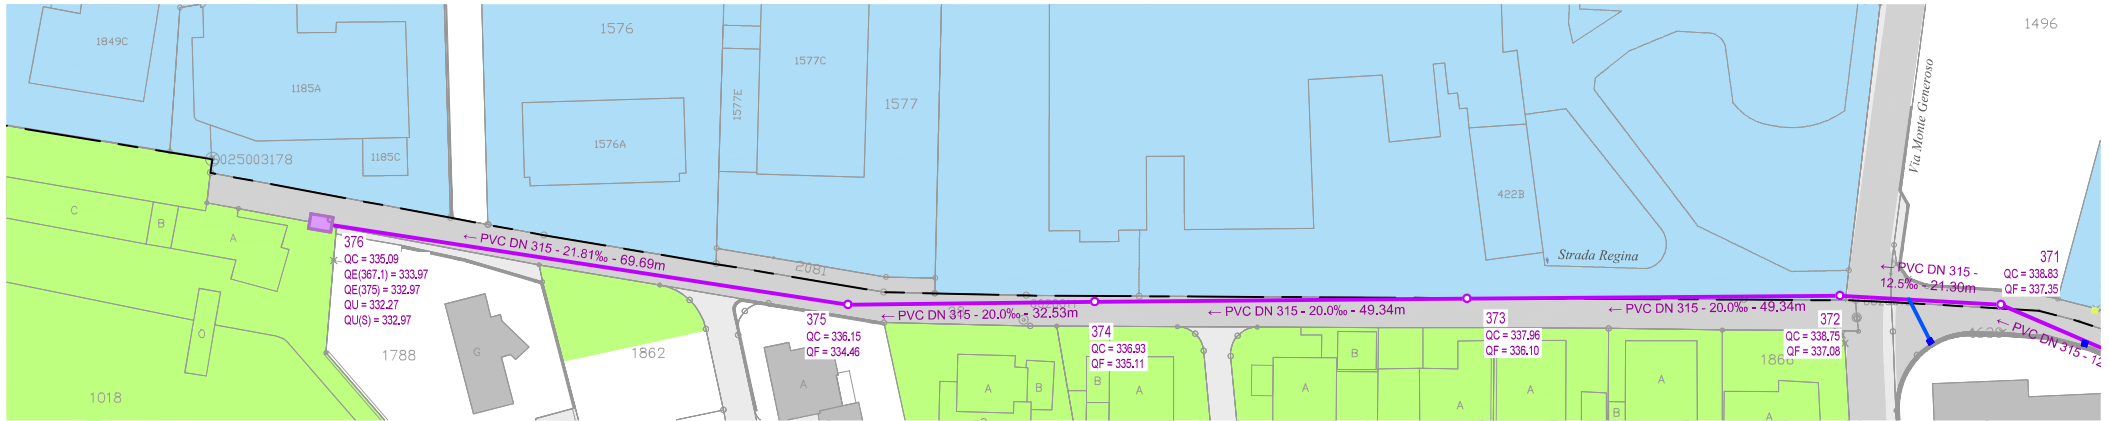 1849C
1185A
1185C
025003178
1576
1576A
1577E
1577C
1577
2081
422B
Strada Regina
Via Monte Generoso
1496
C
B
A
O
1018
376
QC = 335.09
QE(367.1) = 333.97
QE(375) = 332.97
QU = 332.27
QU(S) = 332.97
← PVC DN 315 - 21.81‰ - 69.69m
1788
G
1862
A
375
QC = 336.15
QF = 334.46
← PVC DN 315 - 20.0‰ - 32.53m
374
QC = 336.93
QF = 335.11
← PVC DN 315 - 20.0‰ - 49.34m
373
QC = 337.96
QF = 336.10
← PVC DN 315 - 20.0‰ - 49.34m
372
QC = 338.75
QF = 337.08
← PVC DN 315 -
12.5‰ - 21.30m
371
QC = 338.83
QF = 337.35
← PVC DN 315 - 12
A
B
B
A
A
B
A
A
B
A
A